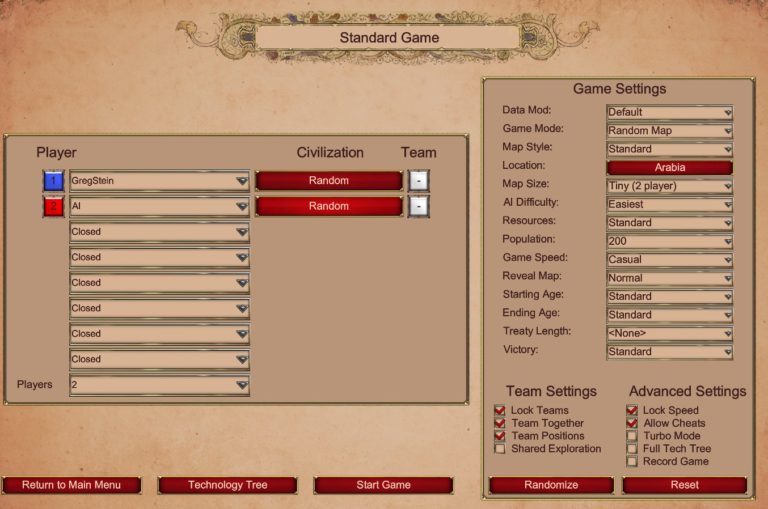 Standard Game
Player Civilization Team
1 GregStein Random -
2 AI Random -
Closed
Closed
Closed
Closed
Closed
Closed
Players 2
Game Settings
Data Mod: Default
Game Mode: Random Map
Map Style: Standard
Location: Arabia
Map Size: Tiny (2 player)
AI Difficulty: Easiest
Resources: Standard
Population: 200
Game Speed: Casual
Reveal Map: Normal
Starting Age: Standard
Ending Age: Standard
Treaty Length: <None>
Victory: Standard
Team Settings
Lock Teams
Team Together
Team Positions
Shared Exploration
Advanced Settings
Lock Speed
Allow Cheats
Turbo Mode
Full Tech Tree
Record Game
Return to Main Menu
Technology Tree
Start Game
Randomize
Reset